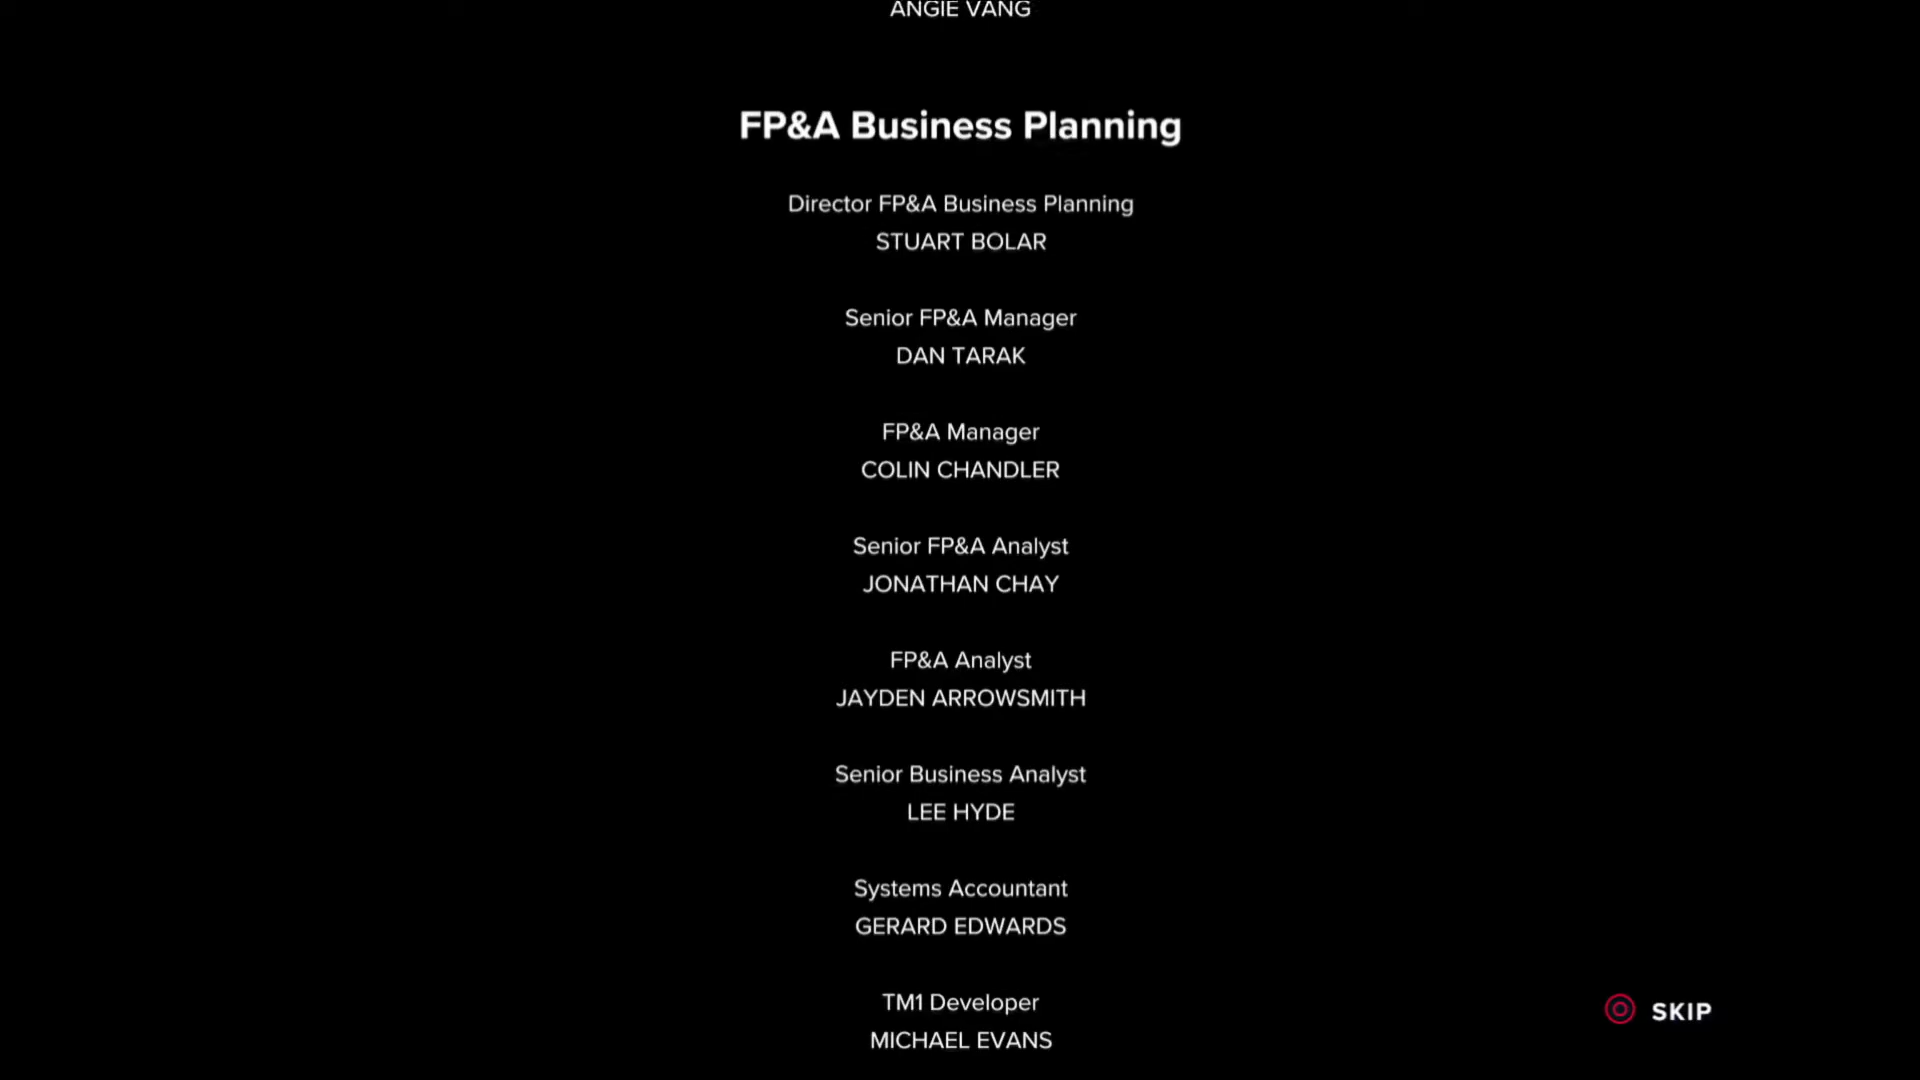 ANGIE VANG
FP&A Business Planning
Director FP&A Business Planning
STUART BOLAR
Senior FP&A Manager
DAN TARAK
FP&A Manager
COLIN CHANDLER
Senior FP&A Analyst
JONATHAN CHAY
FP&A Analyst
JAYDEN ARROWSMITH
Senior Business Analyst
LEE HYDE
Systems Accountant
GERARD EDWARDS
TM1 Developer
MICHAEL EVANS
SKIP